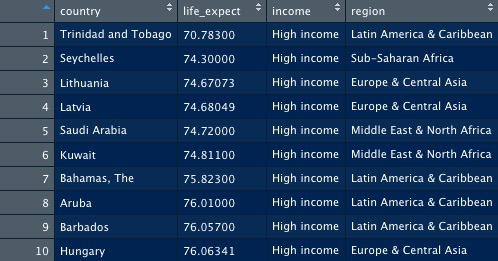 country life_expect income region
1 Trinidad and Tobago 70.78300 High income Latin America & Caribbean
2 Seychelles 74.30000 High income Sub-Saharan Africa
3 Lithuania 74.67073 High income Europe & Central Asia
4 Latvia 74.68049 High income Europe & Central Asia
5 Saudi Arabia 74.72000 High income Middle East & North Africa
6 Kuwait 74.81100 High income Middle East & North Africa
7 Bahamas, The 75.82300 High income Latin America & Caribbean
8 Aruba 76.01000 High income Latin America & Caribbean
9 Barbados 76.05700 High income Latin America & Caribbean
10 Hungary 76.06341 High income Europe & Central Asia